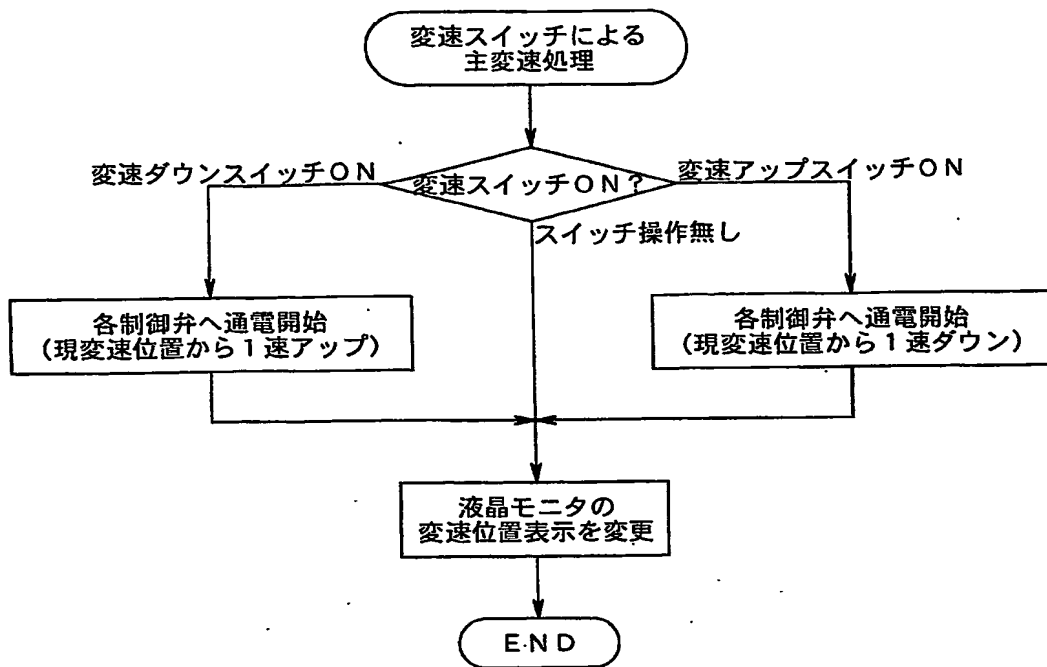 変速スイッチによる
主変速処理
変速ダウンスイッチON
変速スイッチON?
変速アップスイッチON
スイッチ操作無し
各制御弁へ通電開始
(現変速位置から1速アップ)
各制御弁へ通電開始
(現変速位置から1速ダウン)
液晶モニタの
変速位置表示を変更
END